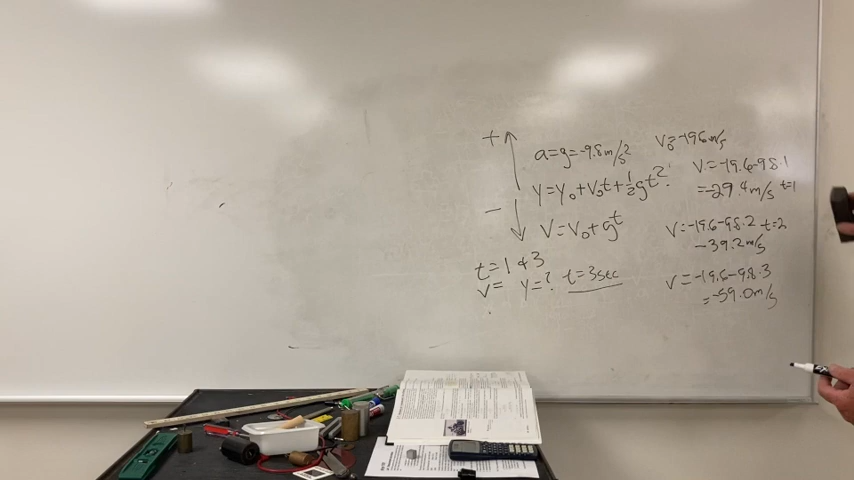 +
a=g=-9.8m/s²
y=y₀+v₀t+½gt²
-
v=v₀+gt
t=1 &3
v= y=? t=3sec
v₀=-19.6m/s
v=-19.6-9.8.1
=-29.4m/s t=1
v=-19.6-9.8.2 t=2
-39.2m/s
v=-19.6-9.8.3
=-59.0m/s